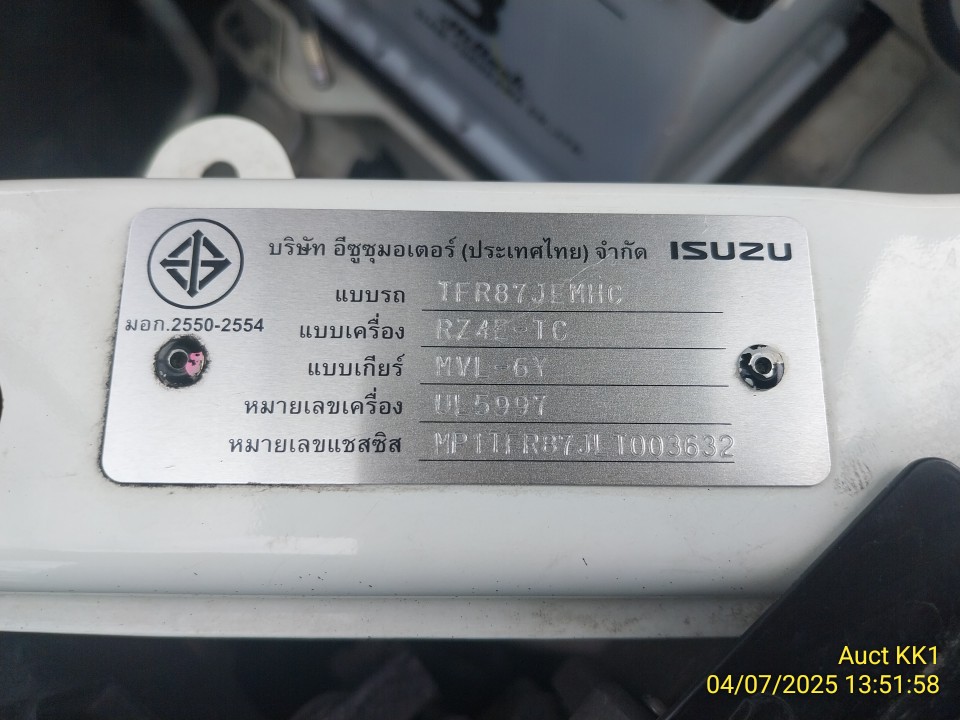 บริษัท อีซูซุมอเตอร์ (ประเทศไทย) จำกัด ISUZU
มอก.2550-2554
แบบรถ TFR87JEMHC
แบบเครื่อง RZ4E-TC
แบบเกียร์ MVL-6Y
หมายเลขเครื่อง UL5997
หมายเลขแชสซิส MP1TFR87JLT003632
Auct KK1
04/07/2025 13:51:58